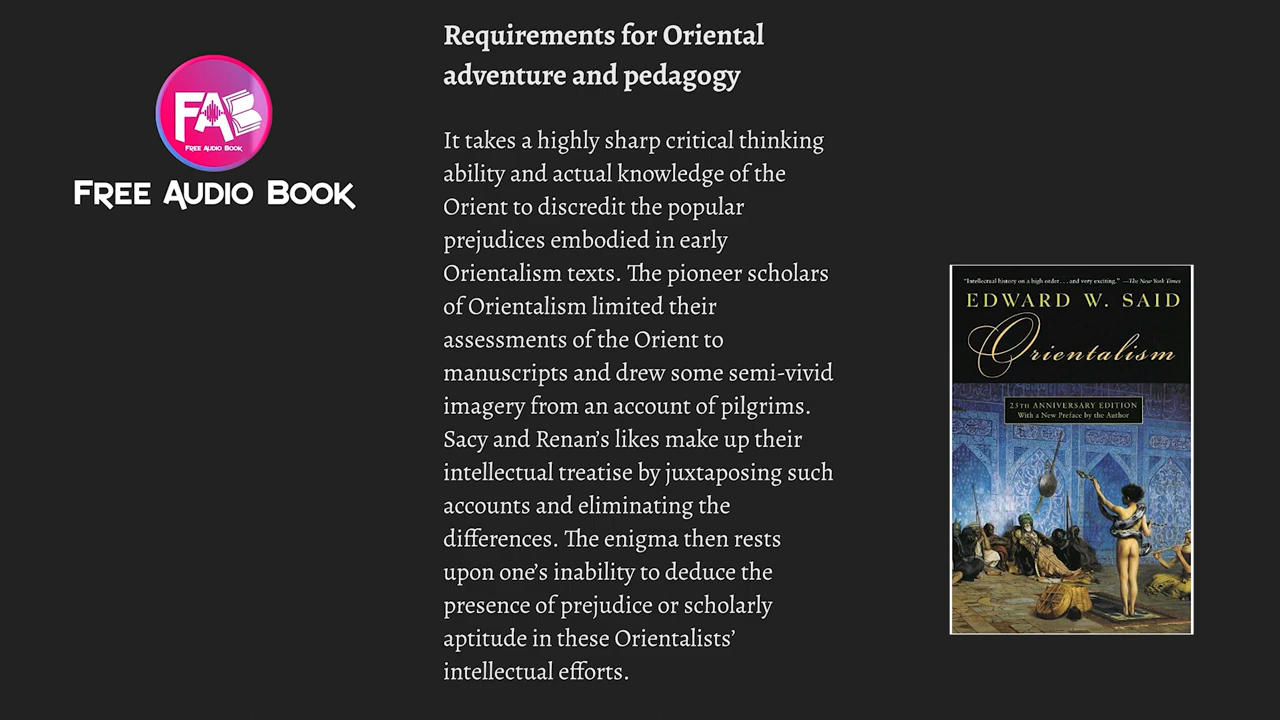 FAB
FREE AUDIO BOOK
FREE AUDIO BOOK
Requirements for Oriental
adventure and pedagogy
It takes a highly sharp critical thinking
ability and actual knowledge of the
Orient to discredit the popular
prejudices embodied in early
Orientalism texts. The pioneer scholars
of Orientalism limited their
assessments of the Orient to
manuscripts and drew some semi-vivid
imagery from an account of pilgrims.
Sacy and Renan’s likes make up their
intellectual treatise by juxtaposing such
accounts and eliminating the
differences. The enigma then rests
upon one’s inability to deduce the
presence of prejudice or scholarly
aptitude in these Orientalists’
intellectual efforts.
"Intellectual history on a high order . . . and very exciting." —The New York Times
EDWARD W. SAID
Orientalism
25TH ANNIVERSARY EDITION
With a New Preface by the Author